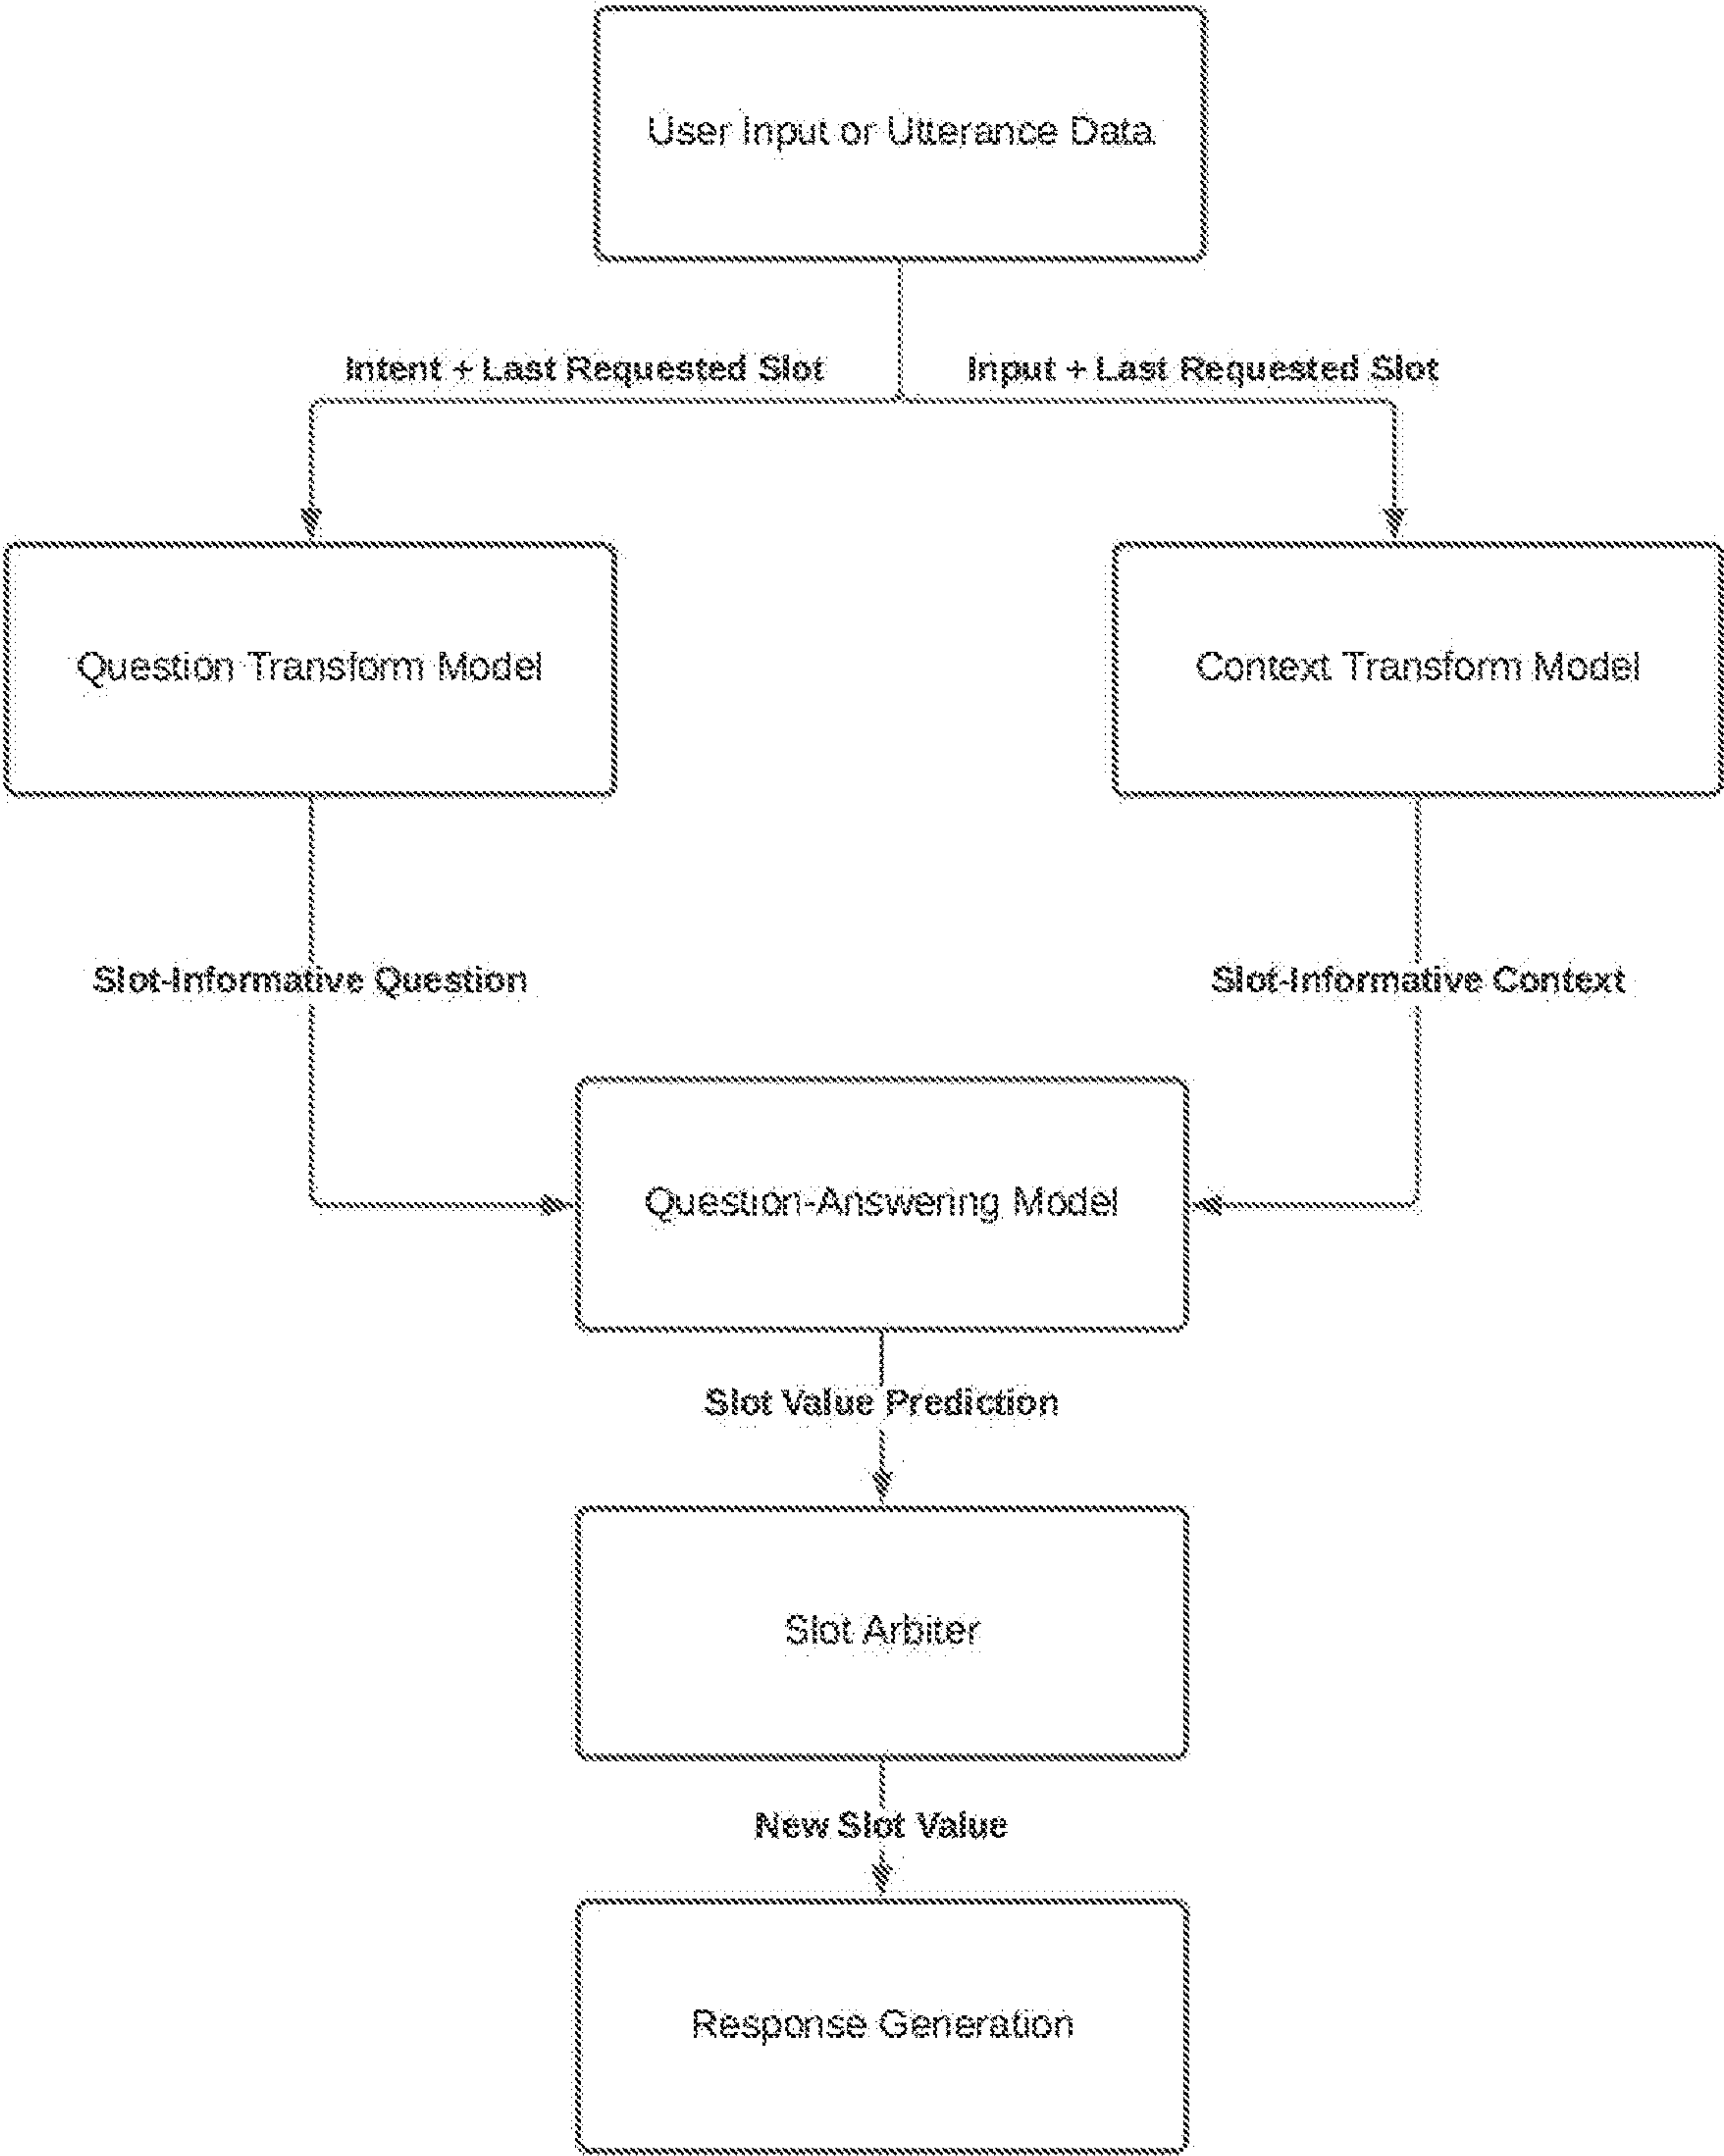 User Input or Utterance Data
Intent + Last Requested Slot
Input + Last Requested Slot
Question Transform Model
Context Transform Model
Slot-Informative Question
Slot-Informative Context
Question-Answering Model
Slot Value Prediction
Slot Arbiter
New Slot Value
Response Generation